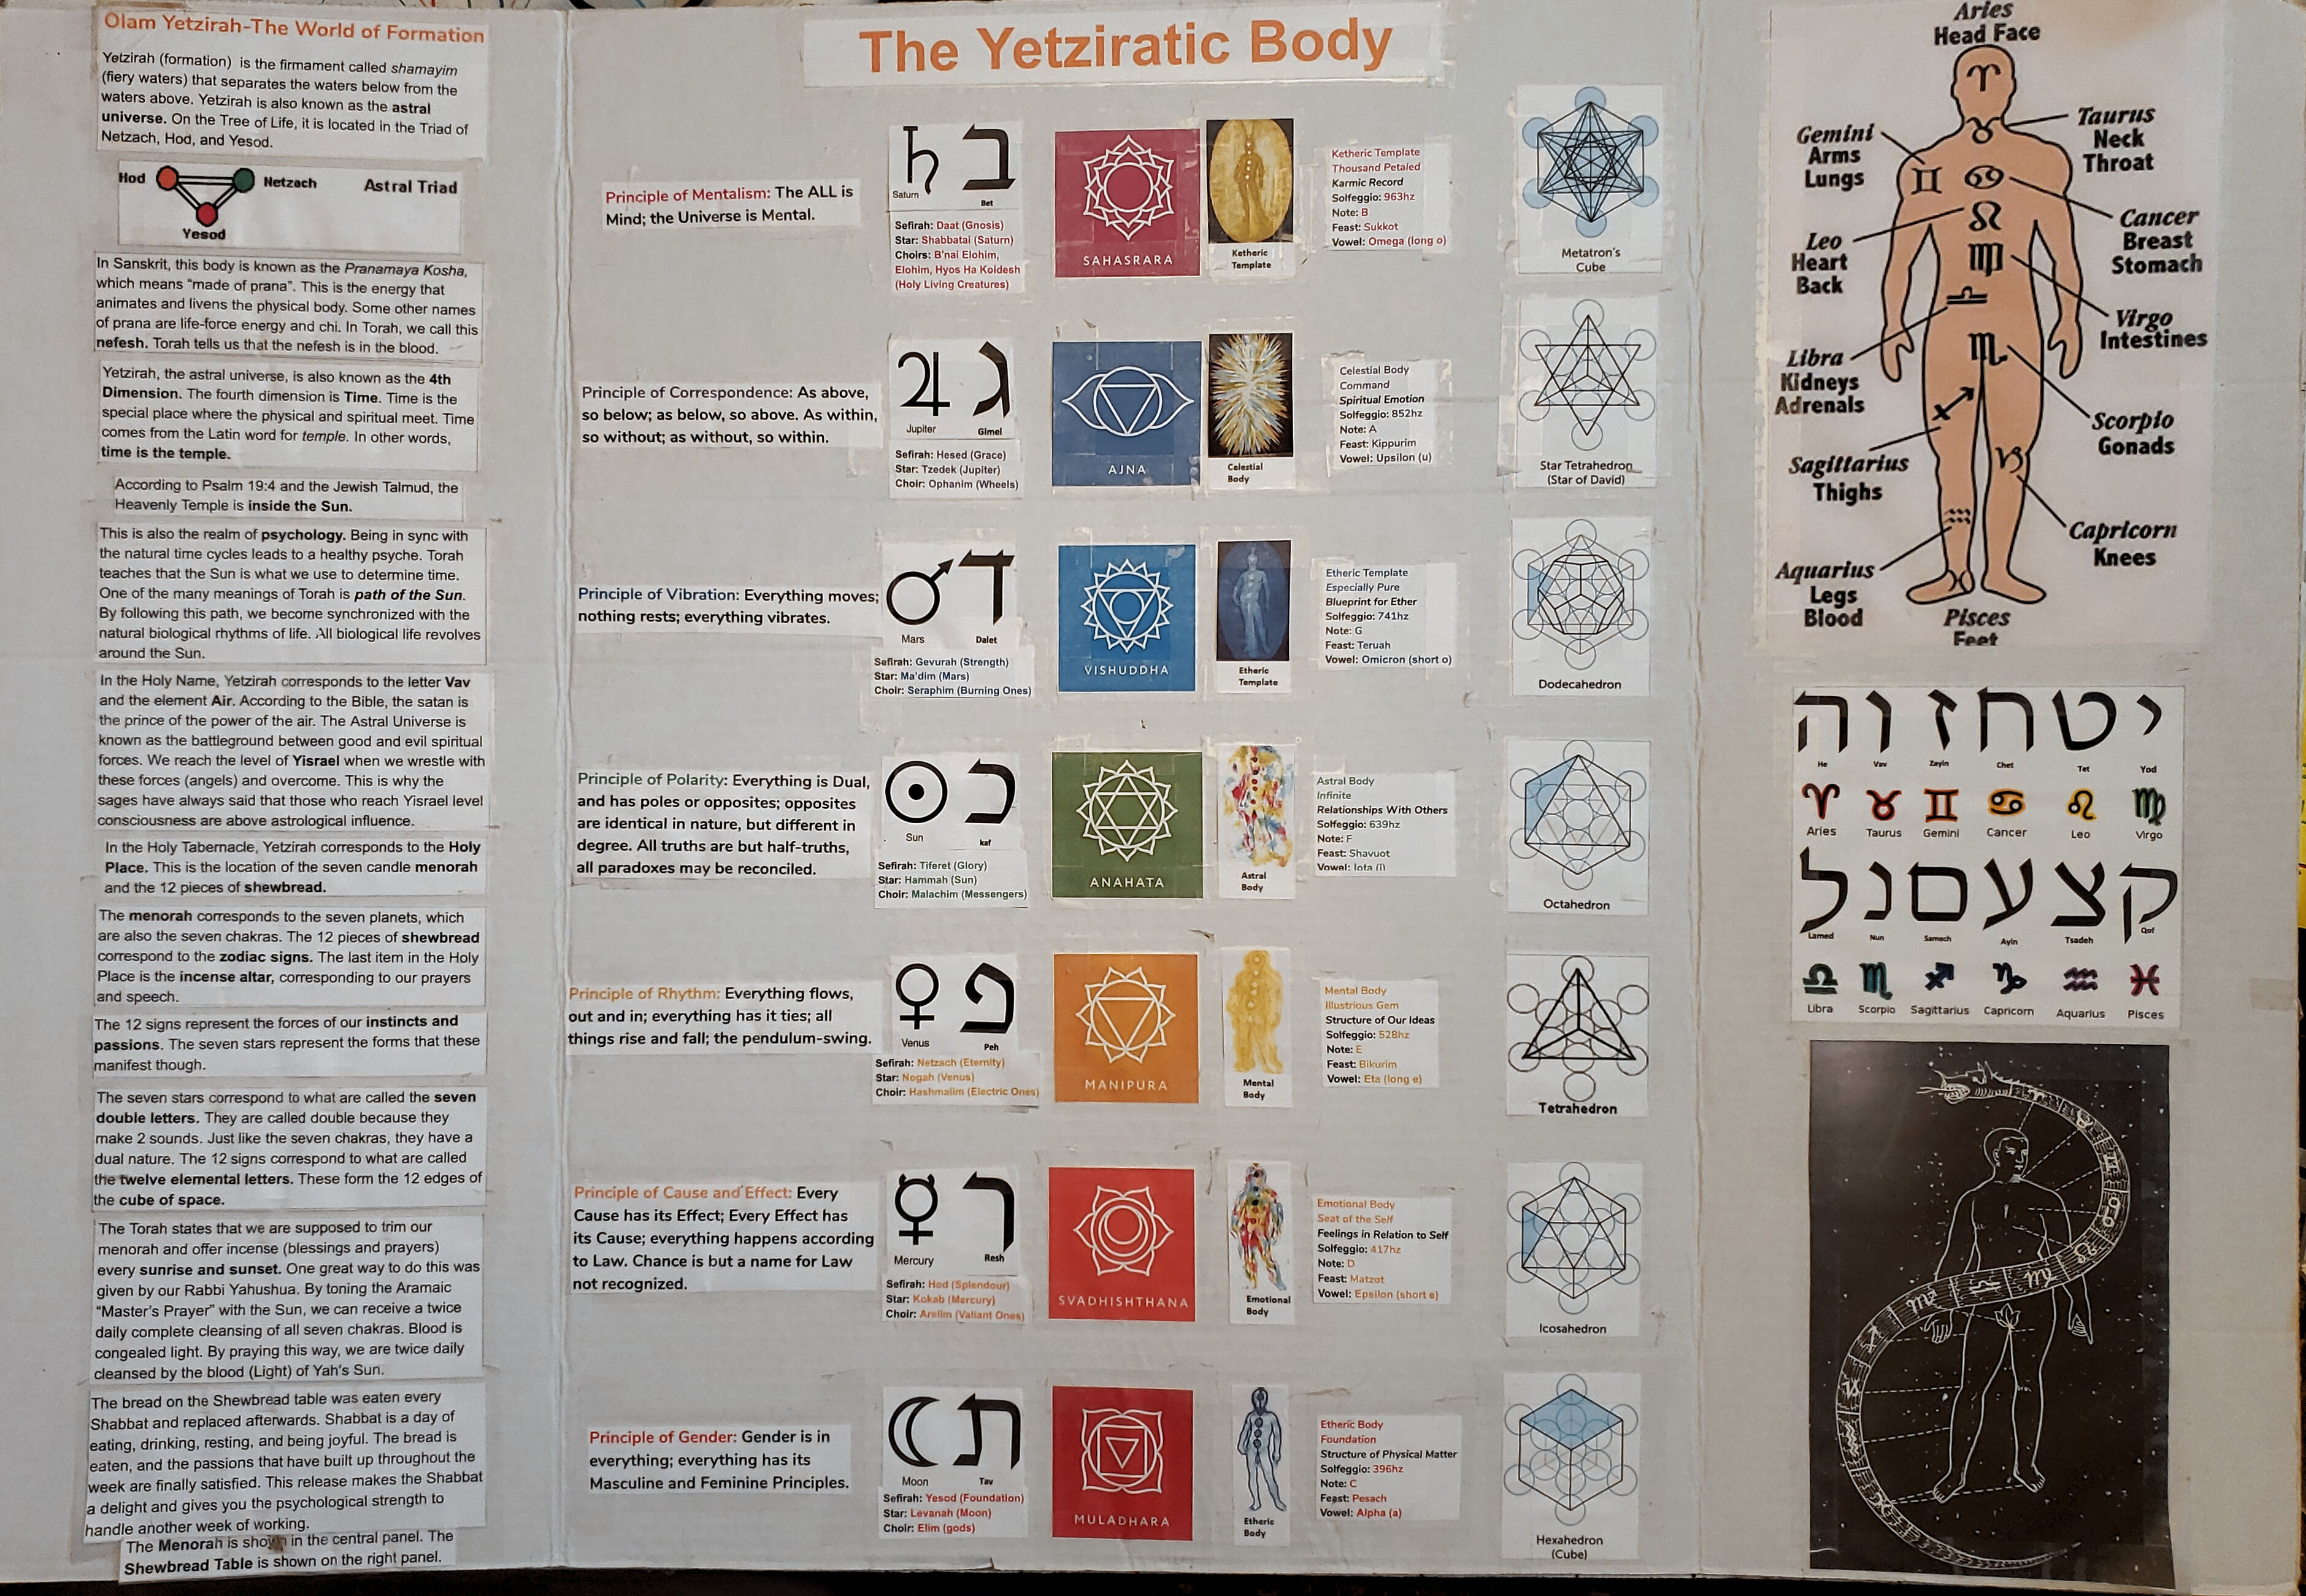 Olam Yetzirah-The World of Formation
Yetzirah (formation) is the firmament called shamayim
(fiery waters) that separates the waters below from the
waters above. Yetzirah is also known as the astral
universe. On the Tree of Life, it is located in the Triad of
Netzach, Hod, and Yesod.
Hod
Netzach
Astral Triad
Yesod
In Sanskrit, this body is known as the Pranamaya Kosha,
which means “made of prana”. This is the energy that
animates and livens the physical body. Some other names
of prana are life-force energy and chi. In Torah, we call this
nefesh. Torah tells us that the nefesh is in the blood.
Yetzirah, the astral universe, is also known as the 4th
Dimension. The fourth dimension is Time. Time is the
special place where the physical and spiritual meet. Time
comes from the Latin word for temple. In other words,
time is the temple.
According to Psalm 19:4 and the Jewish Talmud, the
Heavenly Temple is inside the Sun.
This is also the realm of psychology. Being in sync with
the natural time cycles leads to a healthy psyche. Torah
teaches that the Sun is what we use to determine time.
One of the many meanings of Torah is path of the Sun.
By following this path, we become synchronized with the
natural biological rhythms of life. All biological life revolves
around the Sun.
In the Holy Name, Yetzirah corresponds to the letter Vav
and the element Air. According to the Bible, the satan is
the prince of the power of the air. The Astral Universe is
known as the battleground between good and evil spiritual
forces. We reach the level of Yisrael when we wrestle with
these forces (angels) and overcome. This is why the
sages have always said that those who reach Yisrael level
consciousness are above astrological influence.
In the Holy Tabernacle, Yetzirah corresponds to the Holy
Place. This is the location of the seven candle menorah
and the 12 pieces of shewbread.
The menorah corresponds to the seven planets, which
are also the seven chakras. The 12 pieces of shewbread
correspond to the zodiac signs. The last item in the Holy
Place is the incense altar, corresponding to our prayers
and speech.
The 12 signs represent the forces of our instincts and
passions. The seven stars represent the forms that these
manifest though.
The seven stars correspond to what are called the seven
double letters. They are called double because they
make 2 sounds. Just like the seven chakras, they have a
dual nature. The 12 signs correspond to what are called
the twelve elemental letters. These form the 12 edges of
the cube of space.
The Torah states that we are supposed to trim our
menorah and offer incense (blessings and prayers)
every sunrise and sunset. One great way to do this was
given by our Rabbi Yahushua. By toning the Aramaic
“Master’s Prayer” with the Sun, we can receive a twice
daily complete cleansing of all seven chakras. Blood is
congealed light. By praying this way, we are twice daily
cleansed by the blood (Light) of Yah’s Sun.
The bread on the Shewbread table was eaten every
Shabbat and replaced afterwards. Shabbat is a day of
eating, drinking, resting, and being joyful. The bread is
eaten, and the passions that have built up throughout the
week are finally satisfied. This release makes the Shabbat
a delight and gives you the psychological strength to
handle another week of working.
The Menorah is shown in the central panel. The
Shewbread Table is shown on the right panel.
The Yetziratic Body
Principle of Mentalism: The ALL is
Mind; the Universe is Mental.
♄ ב
Saturn Bet
Sefirah: Daat (Gnosis)
Star: Shabbatai (Saturn)
Choirs: B'nai Elohim,
Elohim, Hyos Ha Koidesh
(Holy Living Creatures)
SAHASRARA
Ketheric
Template
Ketheric Template
Thousand Petaled
Karmic Record
Solfeggio: 963hz
Note: B
Feast: Sukkot
Vowel: Omega (long o)
Metatron's
Cube
Principle of Correspondence: As above,
so below; as below, so above. As within,
so without; as without, so within.
♃ ג
Jupiter Gimel
Sefirah: Hesed (Grace)
Star: Tzedek (Jupiter)
Choir: Ophanim (Wheels)
AJNA
Celestial
Body
Celestial Body
Command
Spiritual Emotion
Solfeggio: 852hz
Note: A
Feast: Kippurim
Vowel: Upsilon (u)
Star Tetrahedron
(Star of David)
Principle of Vibration: Everything moves;
nothing rests; everything vibrates.
♂ ד
Mars Dalet
Sefirah: Gevurah (Strength)
Star: Ma'dim (Mars)
Choir: Seraphim (Burning Ones)
VISHUDDHA
Etheric
Template
Etheric Template
Especially Pure
Blueprint for Ether
Solfeggio: 741hz
Note: G
Feast: Teruah
Vowel: Omicron (short o)
Dodecahedron
Principle of Polarity: Everything is Dual,
and has poles or opposites; opposites
are identical in nature, but different in
degree. All truths are but half-truths,
all paradoxes may be reconciled.
☉ כ
Sun kaf
Sefirah: Tiferet (Glory)
Star: Hammah (Sun)
Choir: Malachim (Messengers)
ANAHATA
Astral
Body
Astral Body
Infinite
Relationships With Others
Solfeggio: 639hz
Note: F
Feast: Shavuot
Vowel: Iota (i)
Octahedron
Principle of Rhythm: Everything flows,
out and in; everything has it ties; all
things rise and fall; the pendulum-swing.
♀ פ
Venus Peh
Sefirah: Netzach (Eternity)
Star: Nogah (Venus)
Choir: Hashmalim (Electric Ones)
MANIPURA
Mental
Body
Mental Body
Illustrious Gem
Structure of Our Ideas
Solfeggio: 528hz
Note: E
Feast: Bikurim
Vowel: Eta (long e)
Tetrahedron
Principle of Cause and Effect: Every
Cause has its Effect; Every Effect has
its Cause; everything happens according
to Law. Chance is but a name for Law
not recognized.
☿ ר
Mercury Resh
Sefirah: Hod (Splendour)
Star: Kokab (Mercury)
Choir: Arelim (Valiant Ones)
SVADHISHTHANA
Emotional
Body
Emotional Body
Seat of the Self
Feelings in Relation to Self
Solfeggio: 417hz
Note: D
Feast: Matzot
Vowel: Epsilon (short e)
Icosahedron
Principle of Gender: Gender is in
everything; everything has its
Masculine and Feminine Principles.
☾ ת
Moon Tav
Sefirah: Yesod (Foundation)
Star: Levanah (Moon)
Choir: Elim (gods)
MULADHARA
Etheric
Body
Etheric Body
Foundation
Structure of Physical Matter
Solfeggio: 396hz
Note: C
Feast: Pesach
Vowel: Alpha (a)
Hexahedron
(Cube)
Aries
Head Face
Taurus
Neck
Throat
Gemini
Arms
Lungs
Cancer
Breast
Stomach
Leo
Heart
Back
Virgo
Intestines
Libra
Kidneys
Adrenals
Scorpio
Gonads
Sagittarius
Thighs
Capricorn
Knees
Aquarius
Legs
Blood
Pisces
Feet
ה ו ז ח ט י
He Vav Zayin Chet Tet Yod
♈ ♉ ♊ ♋ ♌ ♍
Aries Taurus Gemini Cancer Leo Virgo
ל נ ס ע צ ק
Lamed Nun Samech Ayin Tsadeh Qof
♎ ♏ ♐ ♑ ♒ ♓
Libra Scorpio Sagittarius Capricorn Aquarius Pisces